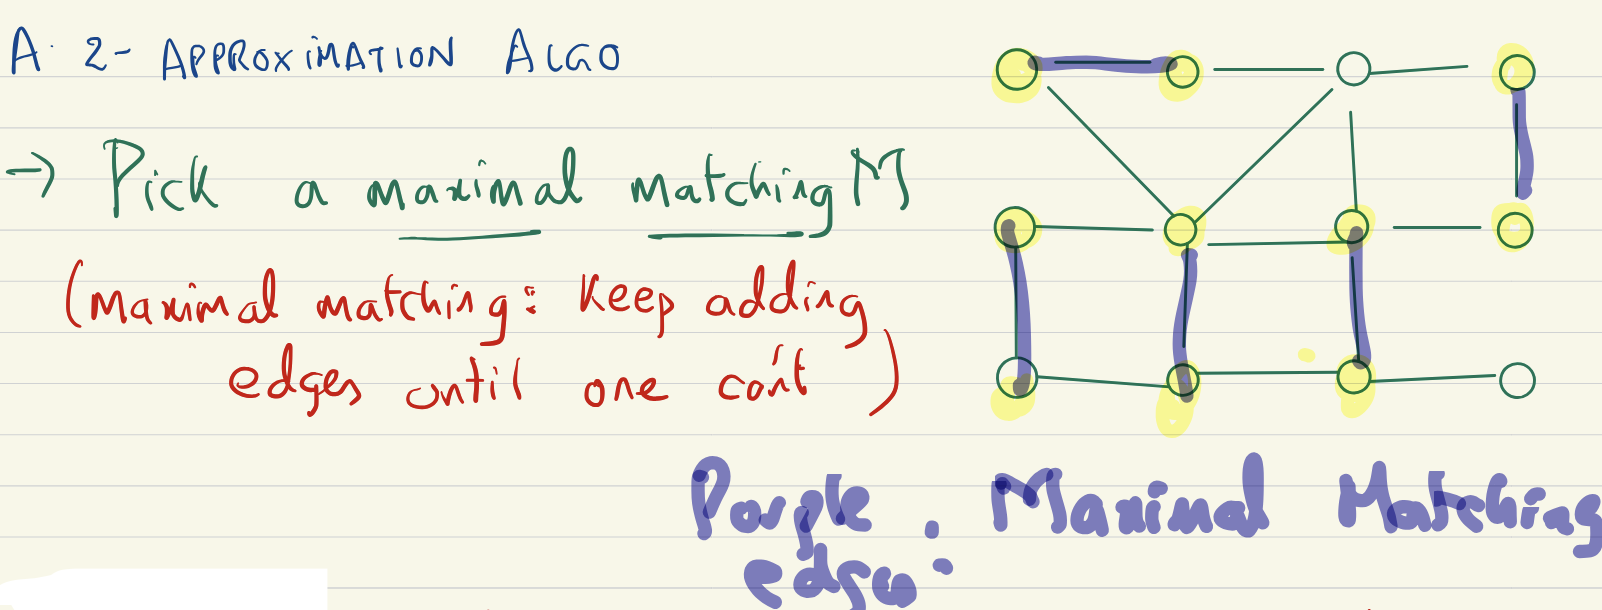 A 2-APPROXIMATION ALGO
→ Pick a maximal matching M
(Maximal matching: Keep adding
edges until one can't)
Purple : Maximal Matching
edges